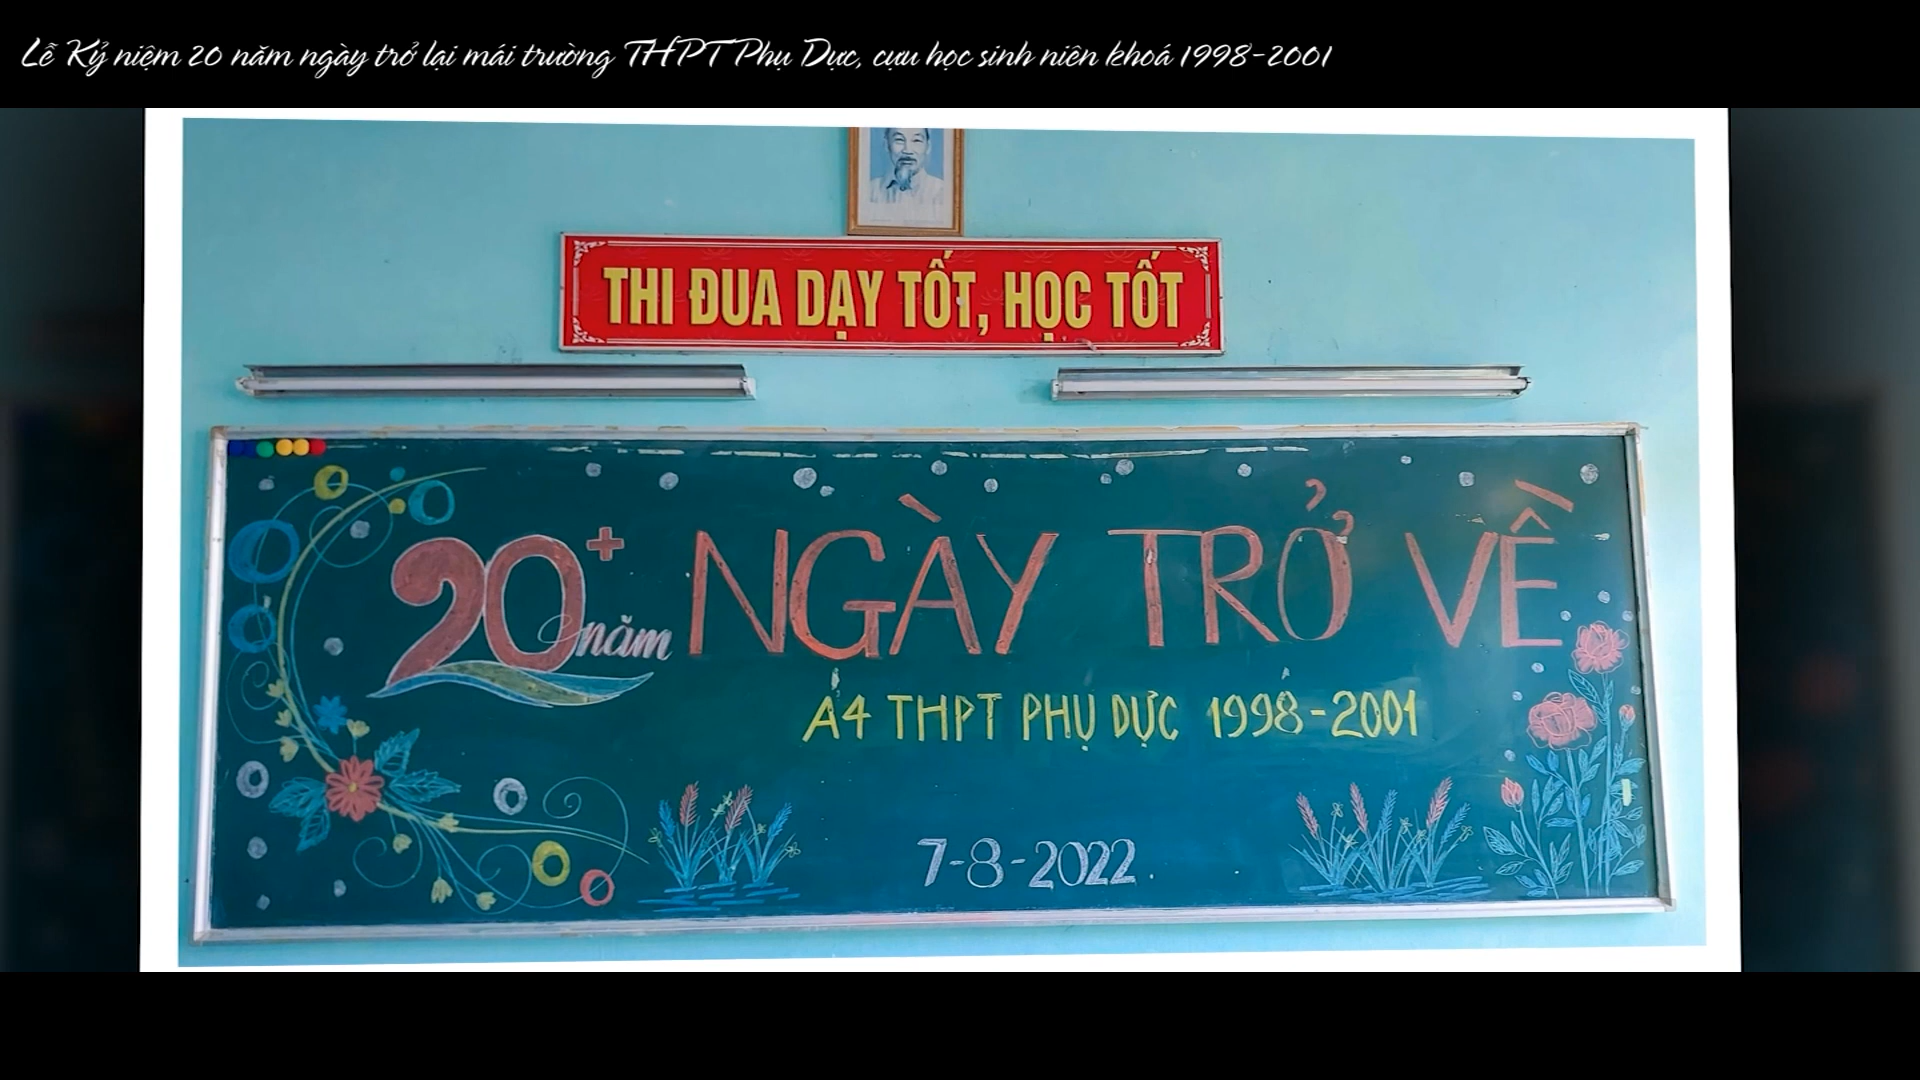 Lễ Kỷ niệm 20 năm ngày trở lại mái trường THPT Phụ Dực, cựu học sinh niên khoá 1998-2001
THI ĐUA DẠY TỐT, HỌC TỐT
20+ năm NGÀY TRỞ VỀ
A4 THPT PHỤ DỰC 1998-2001
7-8-2022